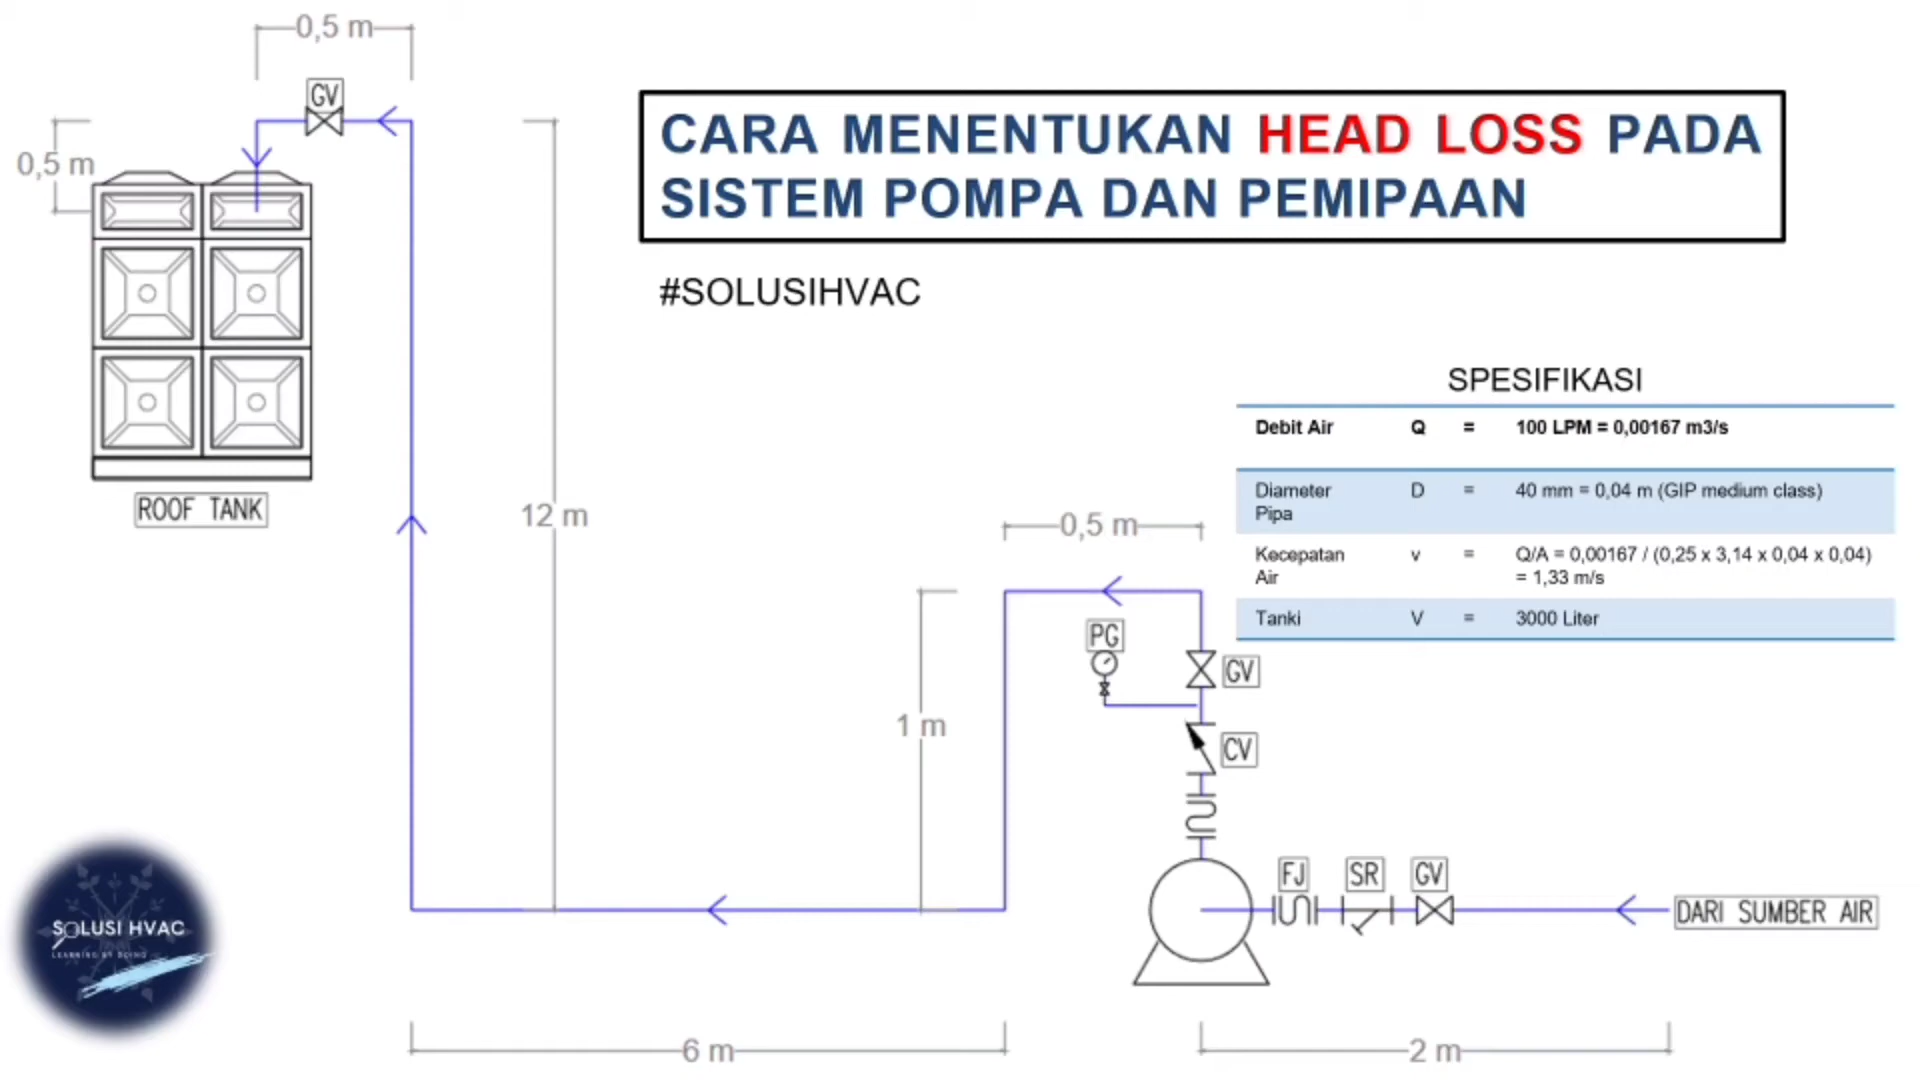 0,5 m
GV
0,5 m
CARA MENENTUKAN HEAD LOSS PADA
SISTEM POMPA DAN PEMIPAAN
#SOLUSIHVAC
SPESIFIKASI
Debit Air Q = 100 LPM = 0,00167 m3/s
Diameter Pipa D = 40 mm = 0,04 m (GIP medium class)
Kecepatan Air v = Q/A = 0,00167 / (0,25 x 3,14 x 0,04 x 0,04)
= 1,33 m/s
Tanki V = 3000 Liter
ROOF TANK
12 m
0,5 m
PG
GV
1 m
CV
FJ SR GV
DARI SUMBER AIR
SOLUSI HVAC
LEARNING BY DOING
6 m
2 m